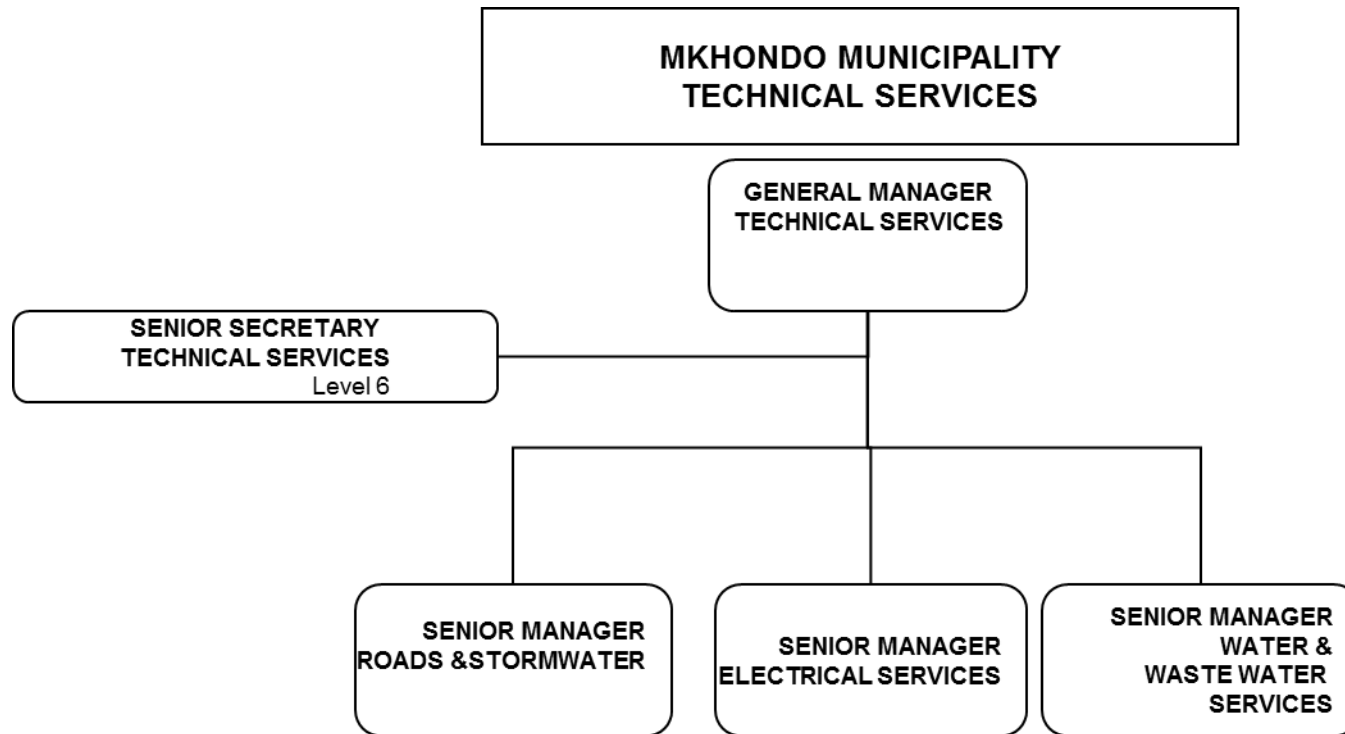 MKHONDO MUNICIPALITY
TECHNICAL SERVICES
GENERAL MANAGER
TECHNICAL SERVICES
SENIOR SECRETARY
TECHNICAL SERVICES
Level 6
SENIOR MANAGER
ROADS &STORMWATER
SENIOR MANAGER
ELECTRICAL SERVICES
SENIOR MANAGER
WATER &
WASTE WATER
SERVICES